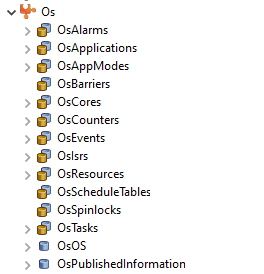 Os
OsAlarms
OsApplications
OsAppModes
OsBarriers
OsCores
OsCounters
OsEvents
OsIsrs
OsResources
OsScheduleTables
OsSpinlocks
OsTasks
OsOS
OsPublishedInformation